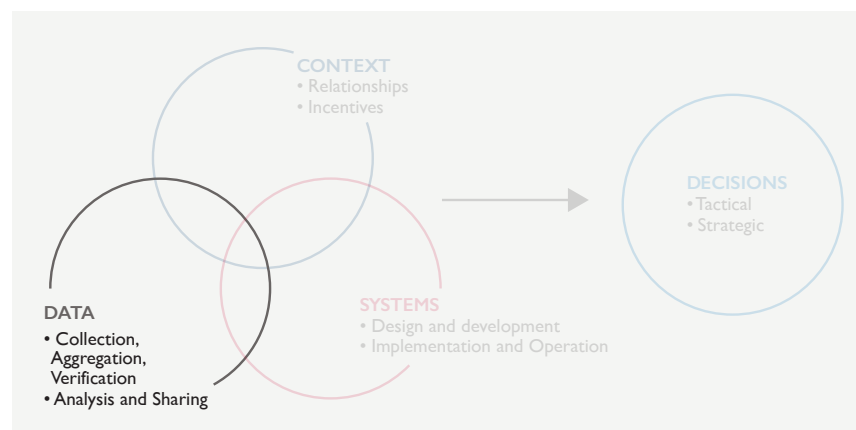 CONTEXT
• Relationships
• Incentives
DECISIONS
• Tactical
• Strategic
SYSTEMS
• Design and development
• Implementation and Operation
DATA
• Collection,
Aggregation,
Verification
• Analysis and Sharing